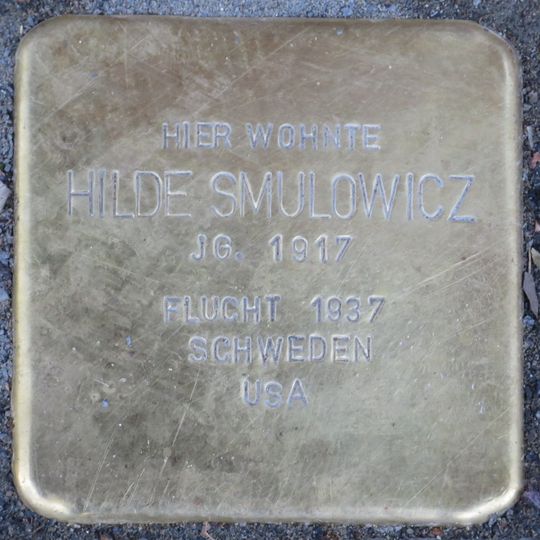 HIER WOHNTE
HILDE SMULOWICZ
JG. 1917
FLUCHT 1937
SCHWEDEN
USA